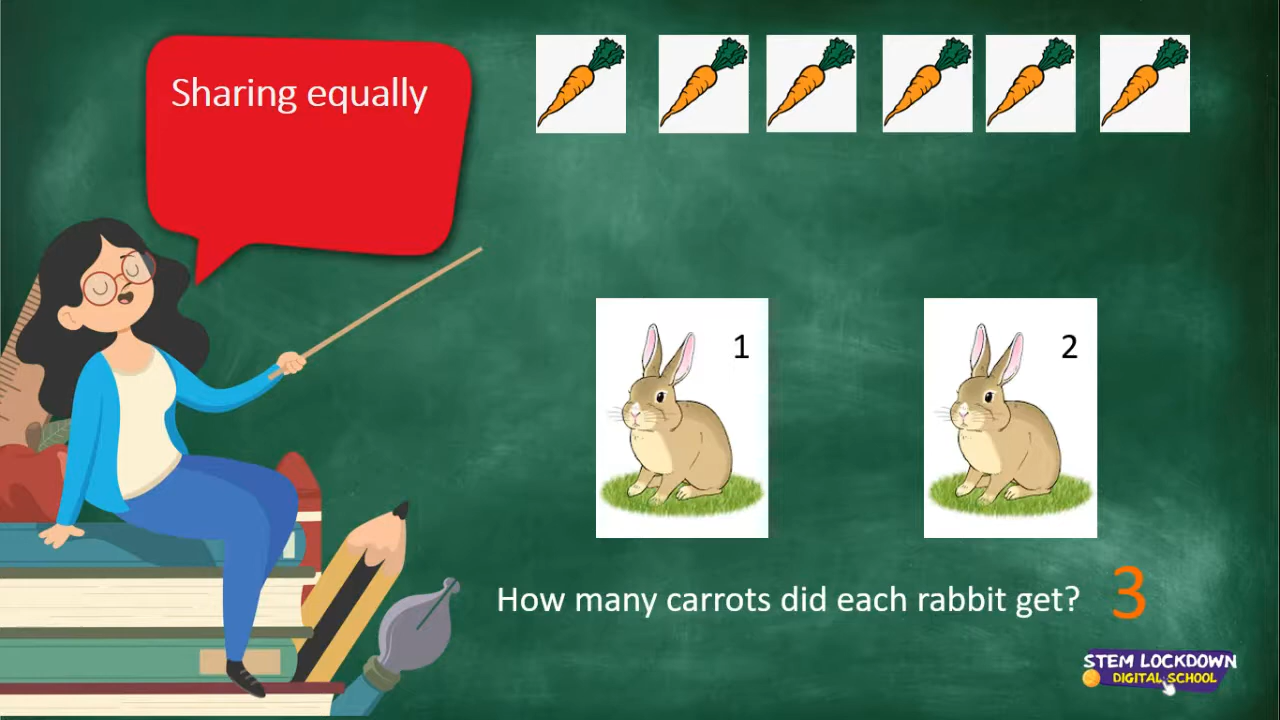 Sharing equally
1
2
How many carrots did each rabbit get? 3
STEM LOCKDOWN
DIGITAL SCHOOL